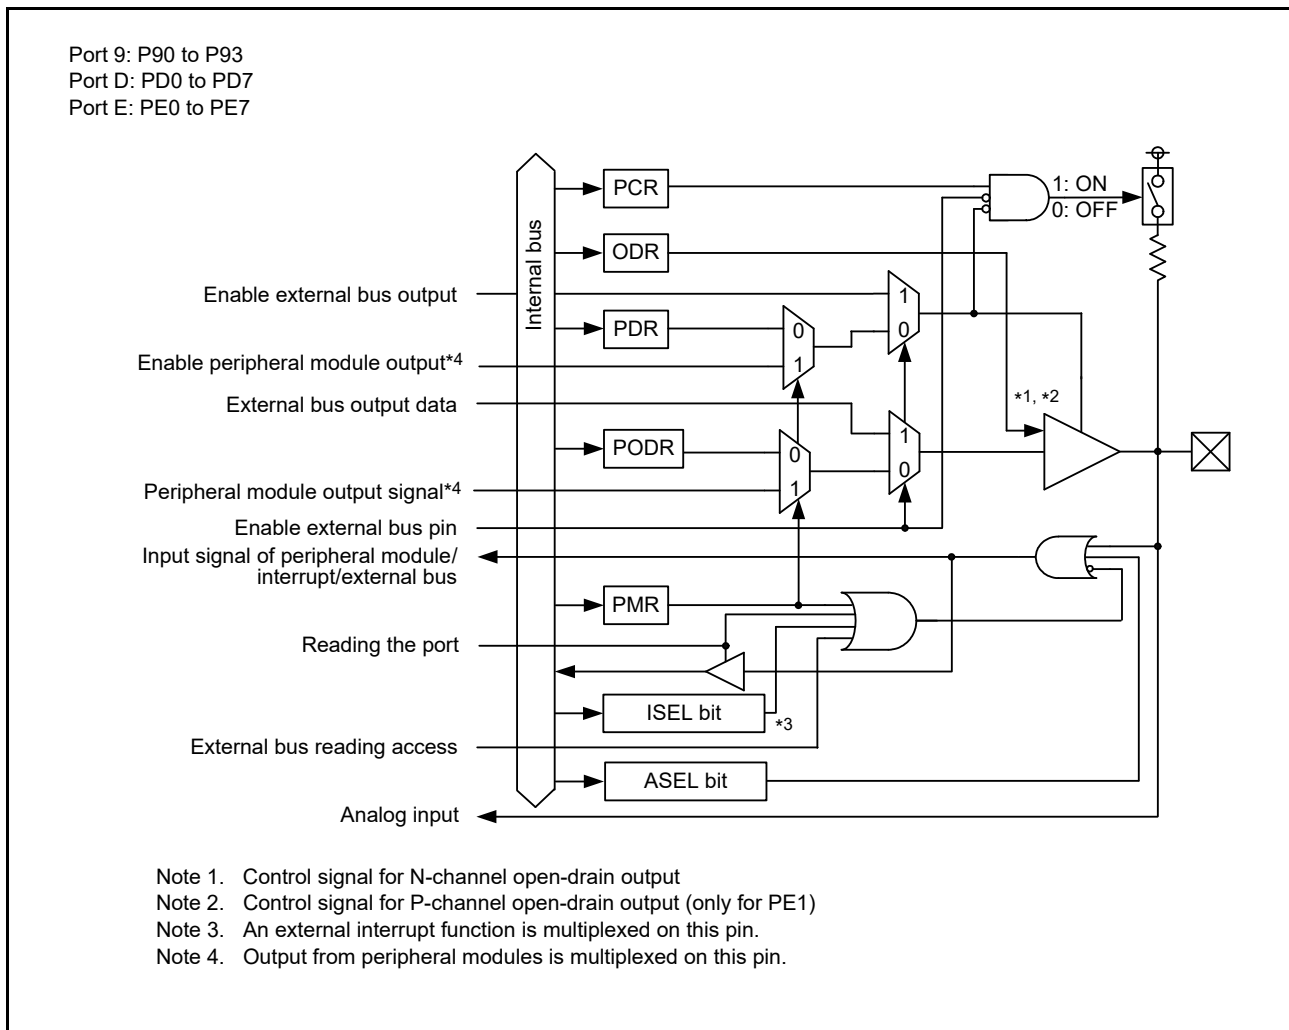 Port 9: P90 to P93
Port D: PD0 to PD7
Port E: PE0 to PE7
Internal bus
PCR
1: ON
0: OFF
ODR
Enable external bus output
1
0
PDR
0
1
Enable peripheral module output*4
External bus output data
*1, *2
1
0
PODR
0
1
Peripheral module output signal*4
Enable external bus pin
Input signal of peripheral module/
interrupt/external bus
PMR
Reading the port
ISEL bit
*3
External bus reading access
ASEL bit
Analog input
Note 1. Control signal for N-channel open-drain output
Note 2. Control signal for P-channel open-drain output (only for PE1)
Note 3. An external interrupt function is multiplexed on this pin.
Note 4. Output from peripheral modules is multiplexed on this pin.